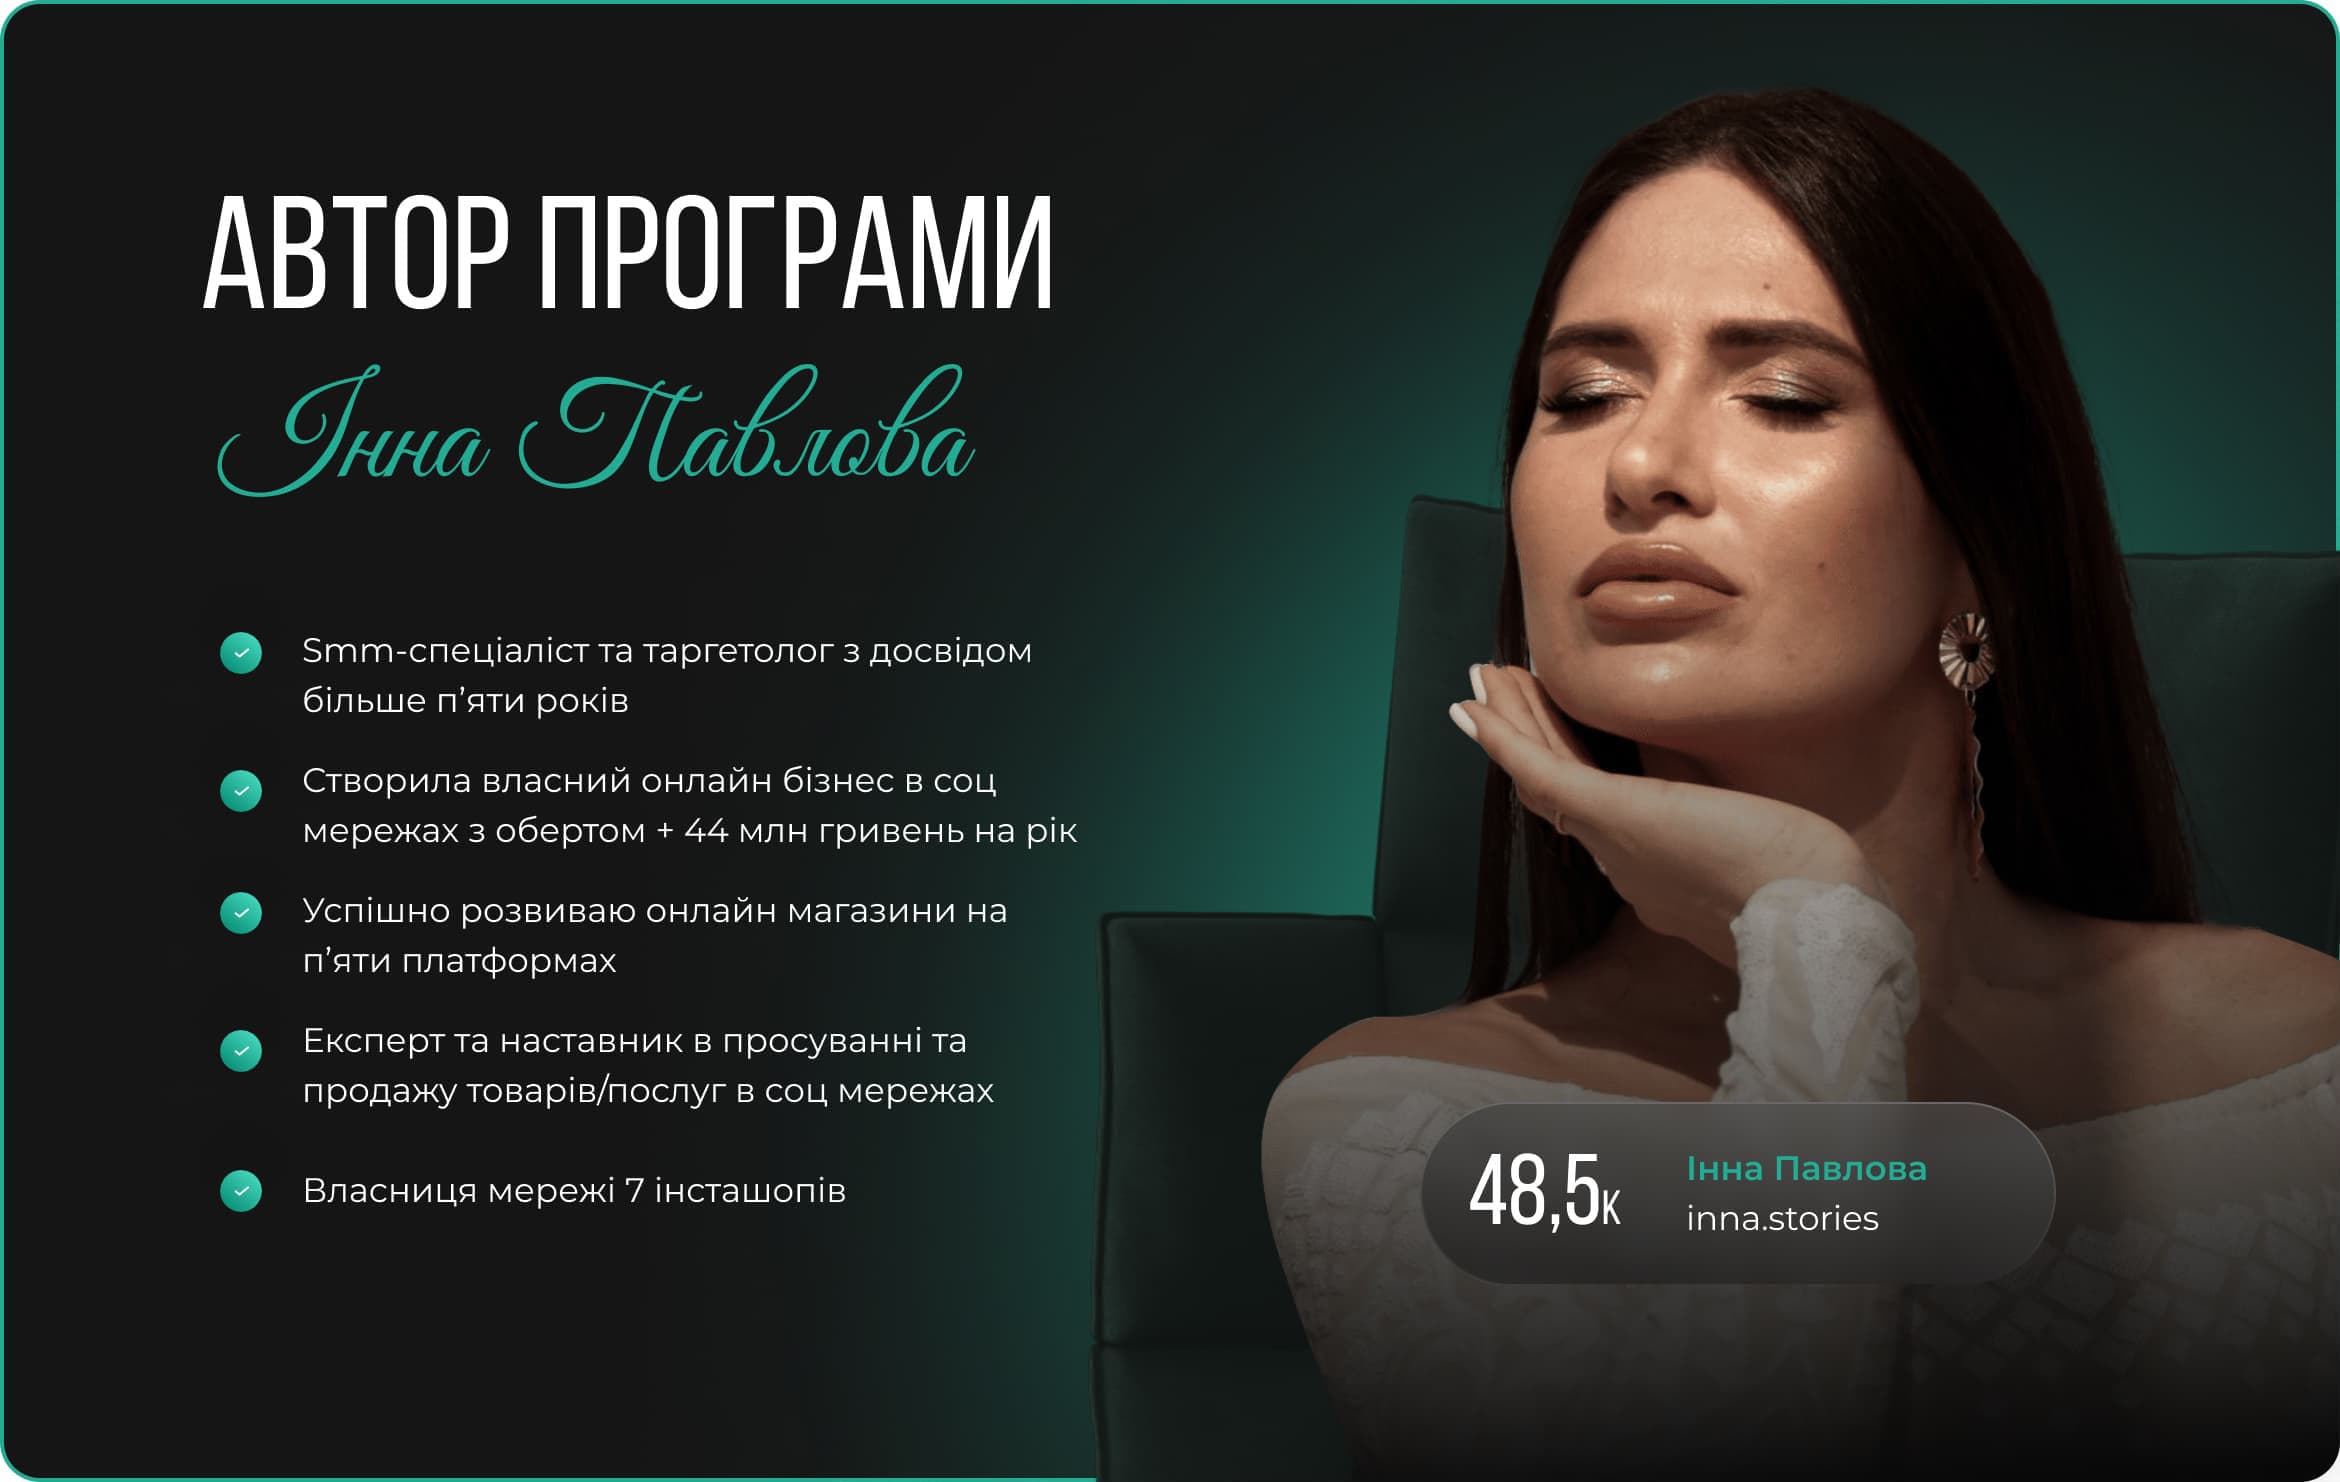 АВТОР ПРОГРАМИ
Інна Павлова
Smm-спеціаліст та таргетолог з досвідом
більше п’яти років
Створила власний онлайн бізнес в соц
мережах з обертом + 44 млн гривень на рік
Успішно розвиваю онлайн магазини на
п’яти платформах
Експерт та наставник в просуванні та
продажу товарів/послуг в соц мережах
Власниця мережі 7 інсташопів
48,5К
Інна Павлова
inna.stories